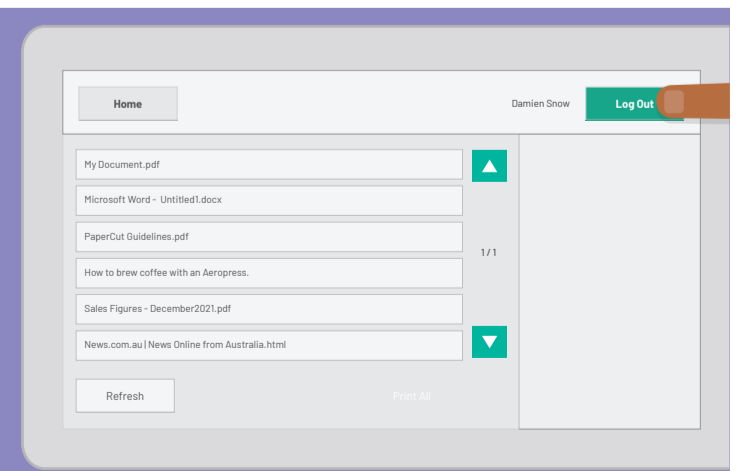 Home
Damien Snow
Log Out
My Document.pdf
Microsoft Word - Untitled1.docx
PaperCut Guidelines.pdf
1 / 1
How to brew coffee with an Aeropress.
Sales Figures - December2021.pdf
News.com.au | News Online from Australia.html
Refresh
Print All